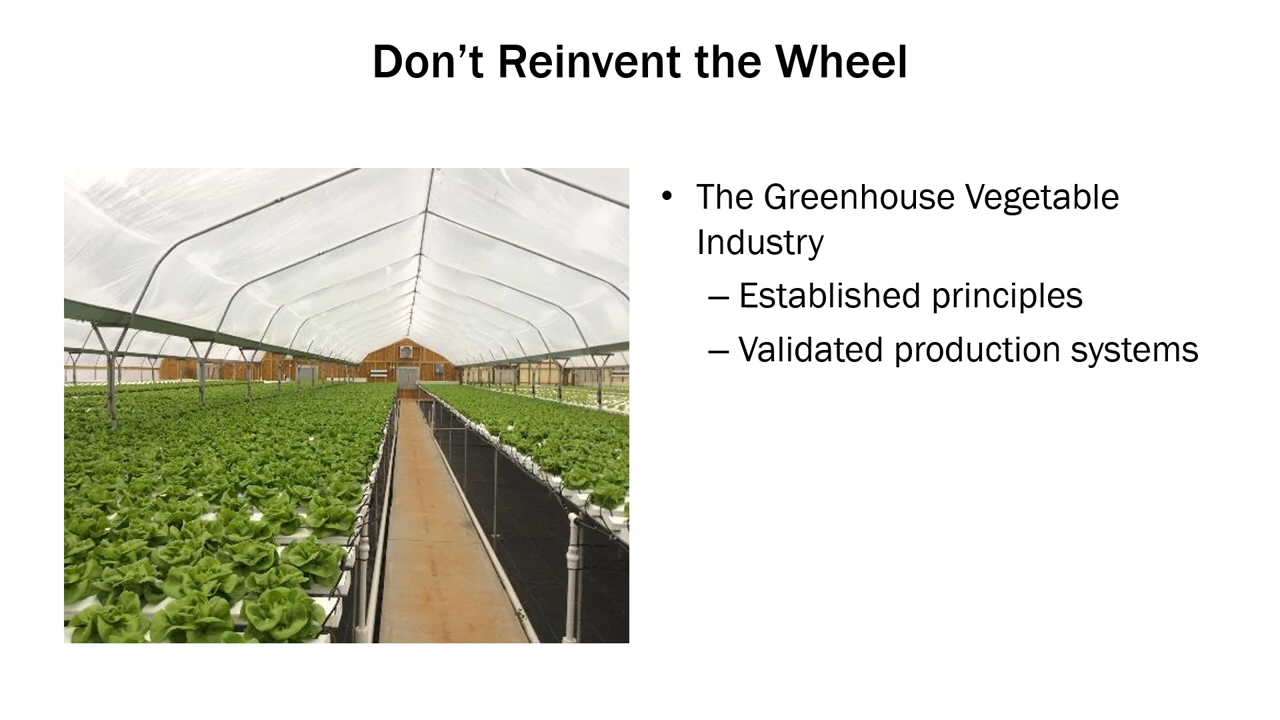 Don’t Reinvent the Wheel
• The Greenhouse Vegetable
Industry
– Established principles
– Validated production systems